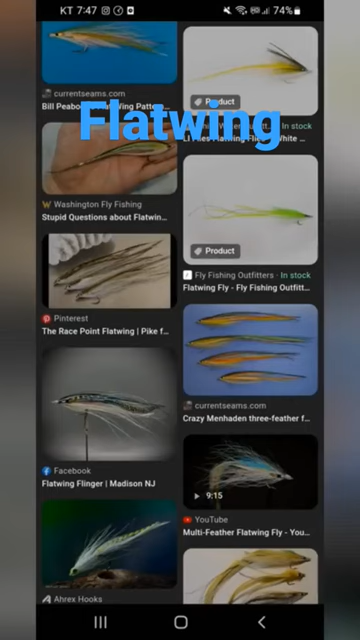 KT 7:47
74%
currentseams.com
Bill Peabo
Flatwing
Flatwing Patter...
Product
In stock
White ...
W Washington Fly Fishing
Stupid Questions about Flatwin...
Product
Fly Fishing Outfitters · In stock
Flatwing Fly - Fly Fishing Outfitt...
Pinterest
The Race Point Flatwing | Pike f...
currentseams.com
Crazy Menhaden three-feather f...
Facebook
Flatwing Flinger | Madison NJ
9:15
YouTube
Multi-Feather Flatwing Fly - You...
Ahrex Hooks